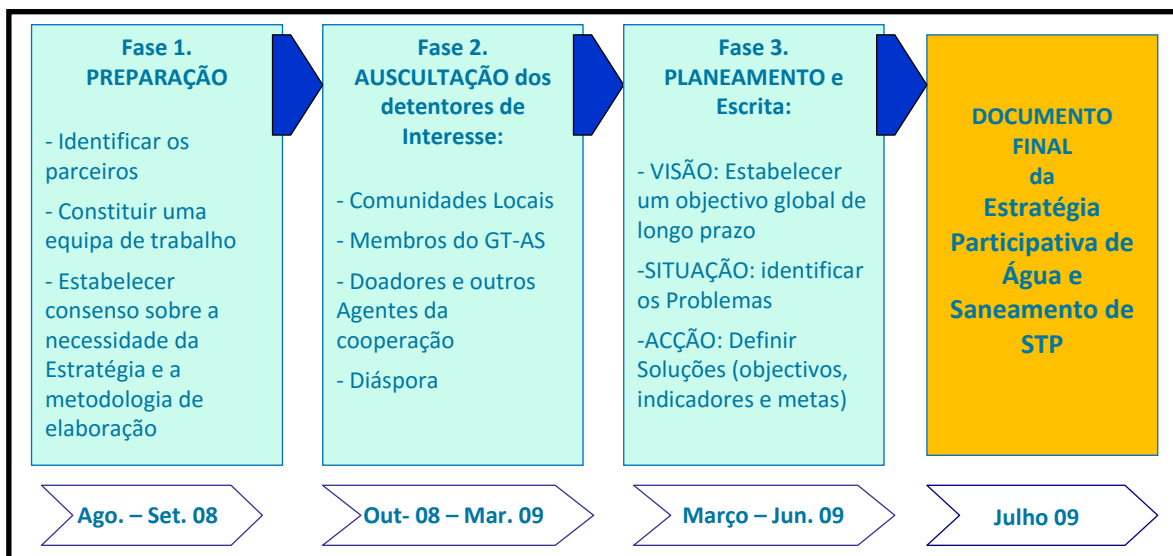 Fase 1.
PREPARAÇÃO
- Identificar os
parceiros
- Constituir uma
equipa de trabalho
- Estabelecer
consenso sobre a
necessidade da
Estratégia e a
metodologia de
elaboração
Fase 2.
AUSCULTAÇÃO dos
detentores de
Interesse:
- Comunidades Locais
- Membros do GT-AS
- Doadores e outros
Agentes da
cooperação
- Diáspora
Fase 3.
PLANEAMENTO e
Escrita:
- VISÃO: Estabelecer
um objectivo global de
longo prazo
-SITUAÇÃO: identificar
os Problemas
-ACÇÃO: Definir
Soluções (objectivos,
indicadores e metas)
DOCUMENTO
FINAL
da
Estratégia
Participativa de
Água e
Saneamento de
STP
Ago. – Set. 08
Out- 08 – Mar. 09
Março – Jun. 09
Julho 09